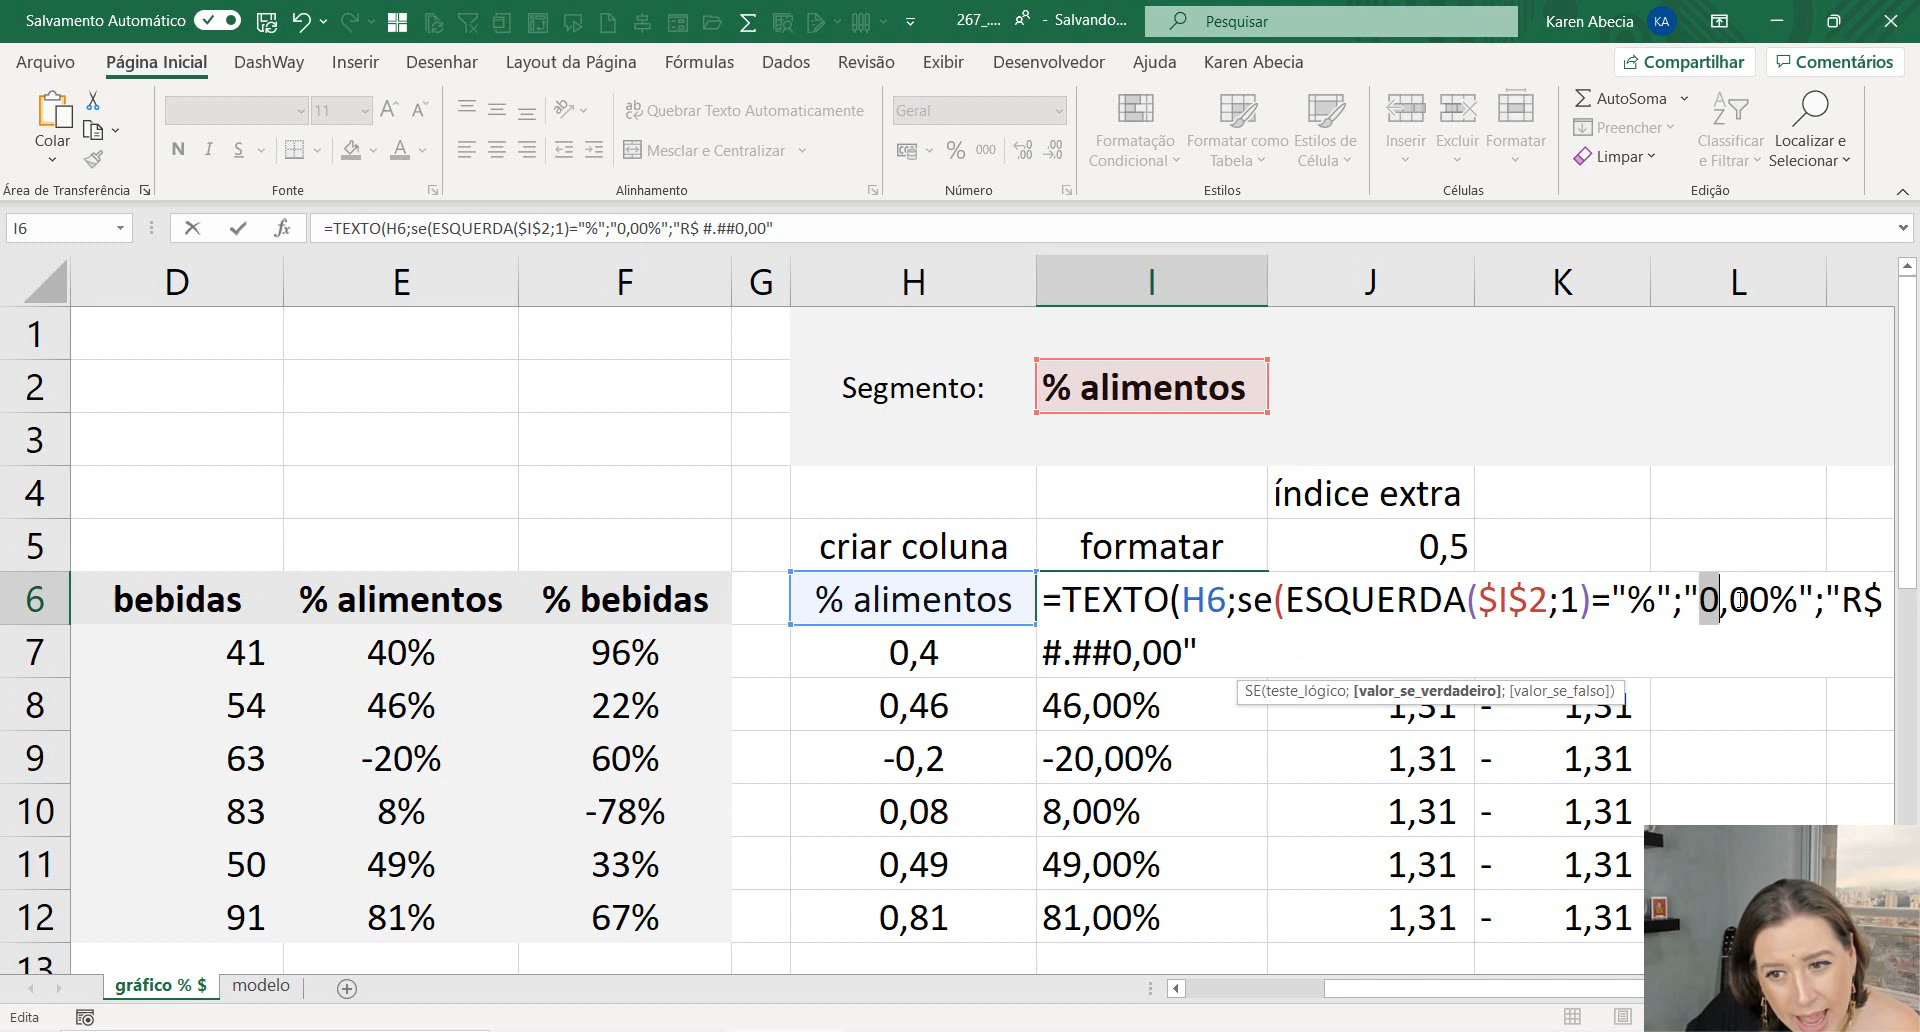 Salvamento Automático
267_.... - Salvando...
Pesquisar
Karen Abecia KA
Arquivo Página Inicial DashWay Inserir Desenhar Layout da Página Fórmulas Dados Revisão Exibir Desenvolvedor Ajuda Karen Abecia Compartilhar Comentários
Colar
Área de Transferência
11
N I S
Fonte
Quebrar Texto Automaticamente
Mesclar e Centralizar
Alinhamento
Geral
% 000
Número
Formatação Condicional
Formatar como Tabela
Estilos de Célula
Estilos
Inserir Excluir Formatar
Células
AutoSoma
Preencher
Limpar
Classificar e Filtrar
Localizar e Selecionar
Edição
I6 fx =TEXTO(H6;se(ESQUERDA($I$2;1)="%";"0,00%";"R$ #.##0,00"
D E F G H I J K L
1
2 Segmento: % alimentos
3
4 índice extra
5 criar coluna formatar 0,5
6 bebidas % alimentos % bebidas % alimentos =TEXTO(H6;se(ESQUERDA($I$2;1)="%";"0,00%";"R$
7 41 40% 96% 0,4 #.##0,00"
SE(teste_lógico; [valor_se_verdadeiro]; [valor_se_falso])
8 54 46% 22% 0,46 46,00% 1,31 - 1,31
9 63 -20% 60% -0,2 -20,00% 1,31 - 1,31
10 83 8% -78% 0,08 8,00% 1,31 - 1,31
11 50 49% 33% 0,49 49,00% 1,31 - 1,31
12 91 81% 67% 0,81 81,00% 1,31 - 1,31
13
gráfico % $ modelo
Edita